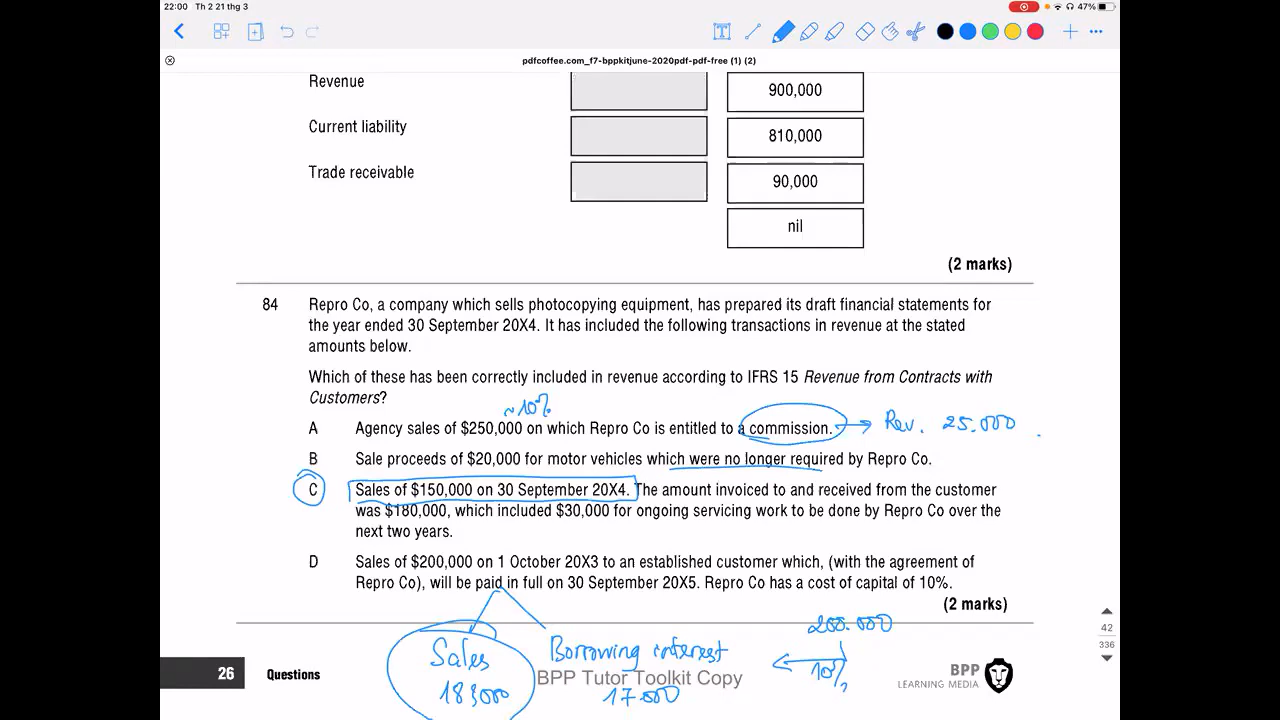 22:00 Th 2 21 thg 3
47%
pdfcoffee.com_f7-bppkitjune-2020pdf-pdf-free (1) (2)
Revenue
900,000
Current liability
810,000
Trade receivable
90,000
nil
(2 marks)
84 Repro Co, a company which sells photocopying equipment, has prepared its draft financial statements for
the year ended 30 September 20X4. It has included the following transactions in revenue at the stated
amounts below.
Which of these has been correctly included in revenue according to IFRS 15 Revenue from Contracts with
Customers?
~10%
A Agency sales of $250,000 on which Repro Co is entitled to a commission. Rev. 25.000
B Sale proceeds of $20,000 for motor vehicles which were no longer required by Repro Co.
C Sales of $150,000 on 30 September 20X4. The amount invoiced to and received from the customer
was $180,000, which included $30,000 for ongoing servicing work to be done by Repro Co over the
next two years.
D Sales of $200,000 on 1 October 20X3 to an established customer which, (with the agreement of
Repro Co), will be paid in full on 30 September 20X5. Repro Co has a cost of capital of 10%.
(2 marks)
200.000
42
336
Sales Borrowing interest
10%
26 Questions
BPP Tutor Toolkit Copy
BPP
LEARNING MEDIA
183000 17.000